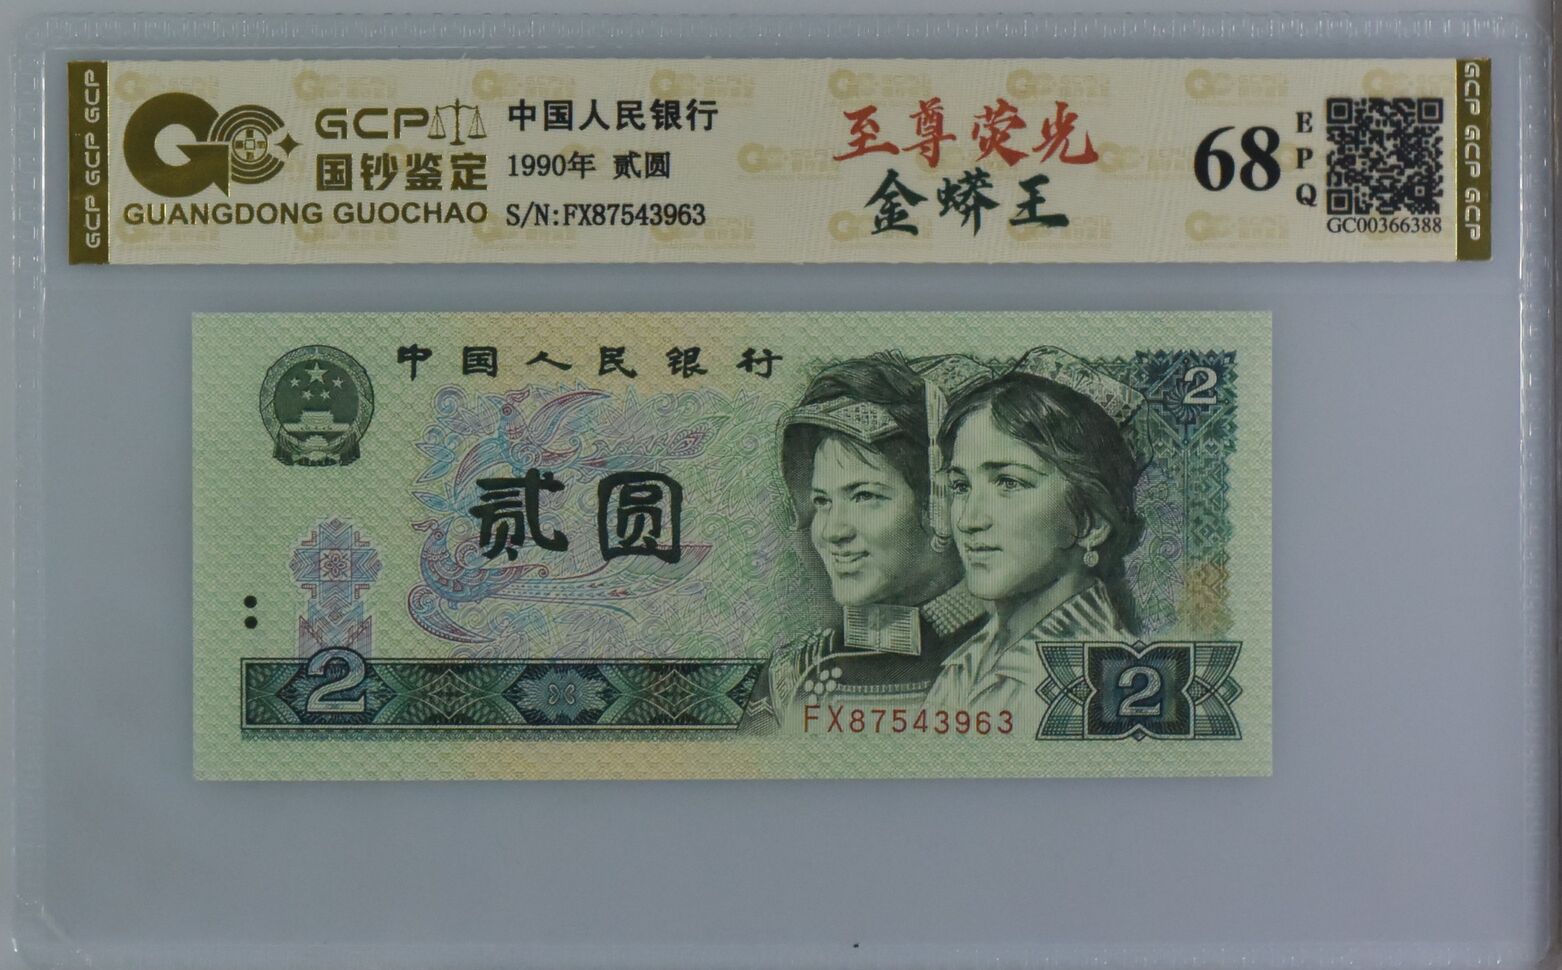 GCP GCP GCP
GCP
国钞鉴定
GUANGDONG GUOCHAO
中国人民银行
1990年 贰圆
S/N:FX87543963
至尊荧光
金蟒王
68
EPQ
GC00366388
GCP GCP GCP
中国人民银行
2
贰圆
2
FX87543963
2